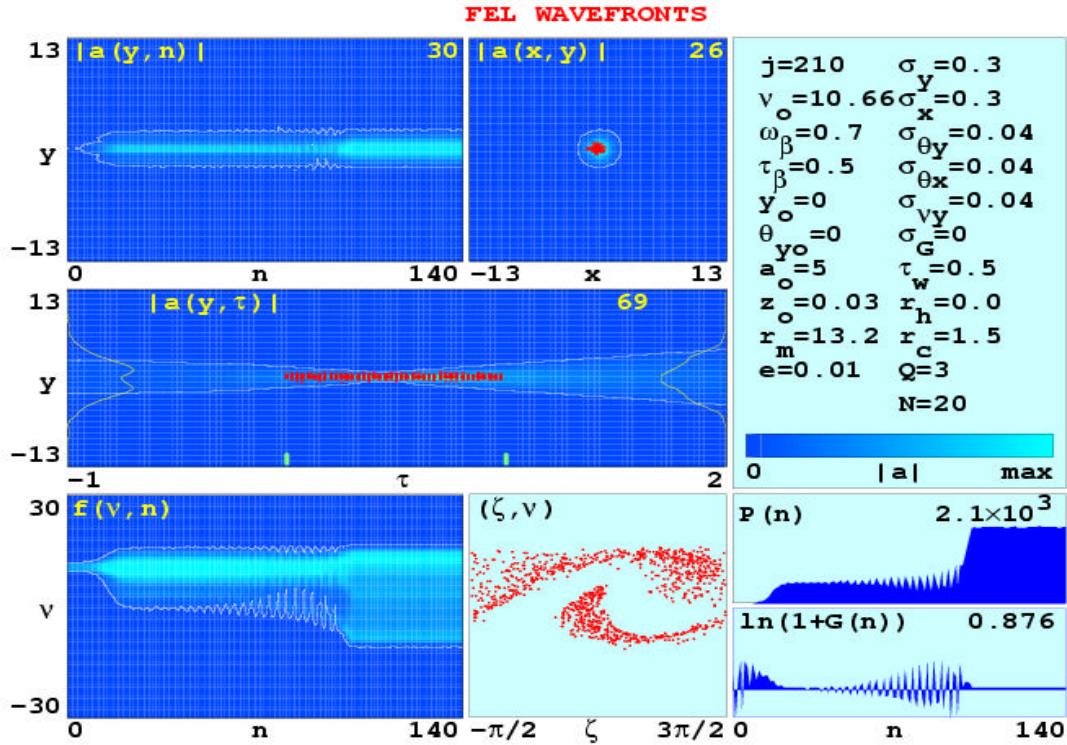 FEL WAVEFRONTS
13 |a(y,n)| 30
y
-13
0 n 140
|a(x,y)| 26
-13 x 13
13 |a(y,τ)| 69
y
-13
-1 τ 2
j=210 σy=0.3
νo=10.66 σx=0.3
ωβ=0.7 σθy=0.04
τβ=0.5 σθx=0.04
yo=0 σνy=0.04
θyo=0 σG=0
ao=5 τw=0.5
zo=0.03 rh=0.0
rm=13.2 rc=1.5
e=0.01 Q=3
N=20
0 |a| max
30 f(ν,n)
ν
-30
0 n 140
(ζ,ν)
-π/2 ζ 3π/2
P(n) 2.1×10³
ln(1+G(n)) 0.876
0 n 140